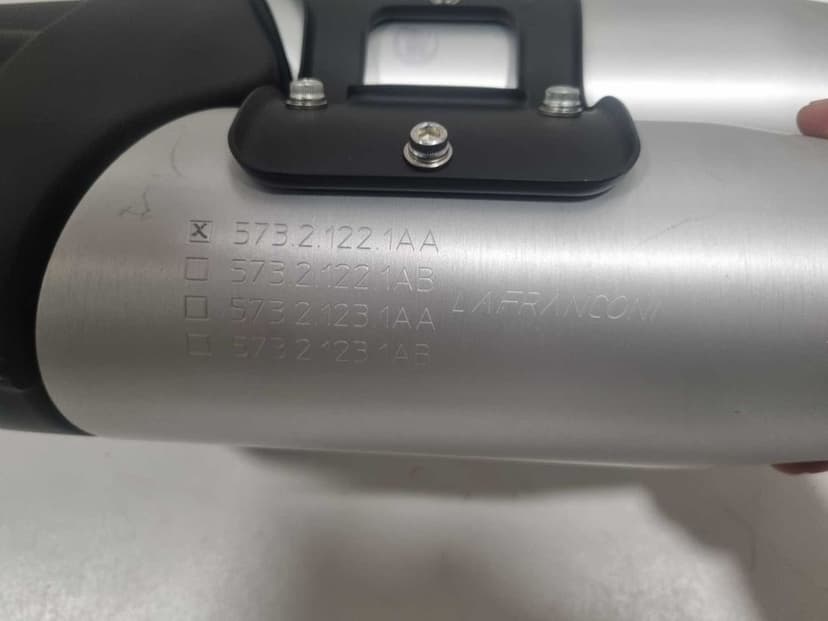 ☒ 573.2.122.1AA
☐ 573.2.122.1AB
☐ 573.2.123.1AA
☐ 573.2.123.1AB
LAFRANCONI